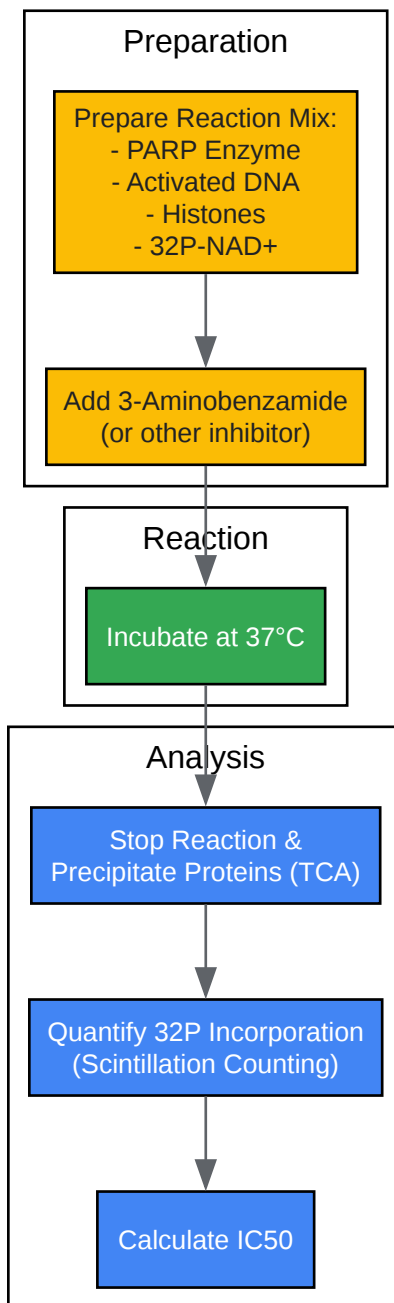 Preparation
Prepare Reaction Mix:
- PARP Enzyme
- Activated DNA
- Histones
- 32P-NAD+
Add 3-Aminobenzamide
(or other inhibitor)
Reaction
Incubate at 37°C
Analysis
Stop Reaction &
Precipitate Proteins (TCA)
Quantify 32P Incorporation
(Scintillation Counting)
Calculate IC50